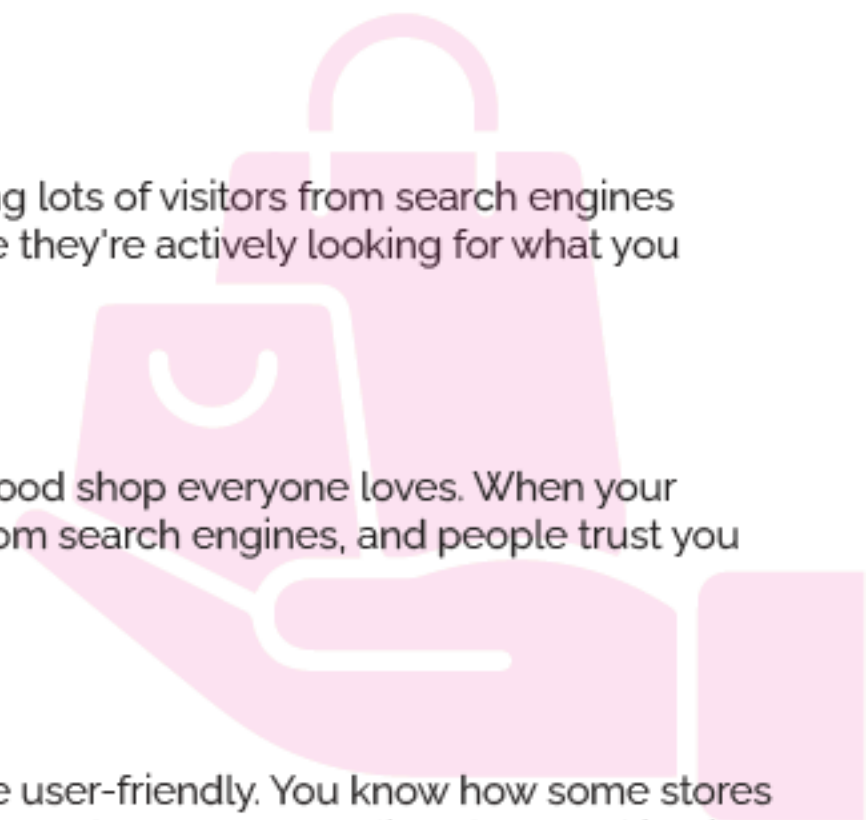 g lots of visitors from search engines
e they're actively looking for what you
ood shop everyone loves. When your
om search engines, and people trust you
e user-friendly. You know how some stores